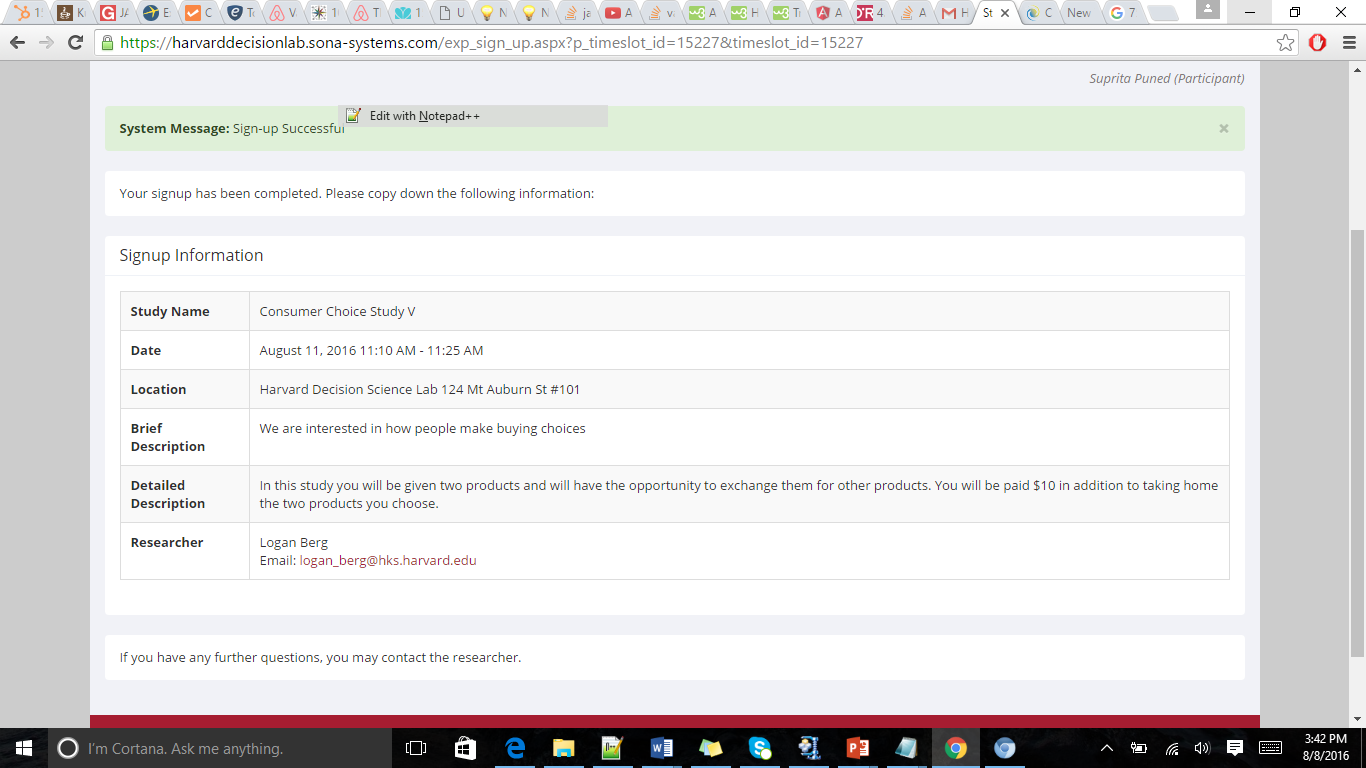 1 K JA E C To V 1( T 1 U N N ja A v A H Tu A 4 A H St C New 7
https://harvarddecisionlab.sona-systems.com/exp_sign_up.aspx?p_timeslot_id=15227&timeslot_id=15227
Suprita Puned (Participant)
Edit with Notepad++
System Message: Sign-up Successful
Your signup has been completed. Please copy down the following information:
Signup Information
Study Name Consumer Choice Study V
Date August 11, 2016 11:10 AM - 11:25 AM
Location Harvard Decision Science Lab 124 Mt Auburn St #101
Brief We are interested in how people make buying choices
Description
Detailed In this study you will be given two products and will have the opportunity to exchange them for other products. You will be paid $10 in addition to taking home
Description the two products you choose.
Researcher Logan Berg
Email: logan_berg@hks.harvard.edu
If you have any further questions, you may contact the researcher.
I'm Cortana. Ask me anything.
3:42 PM
8/8/2016